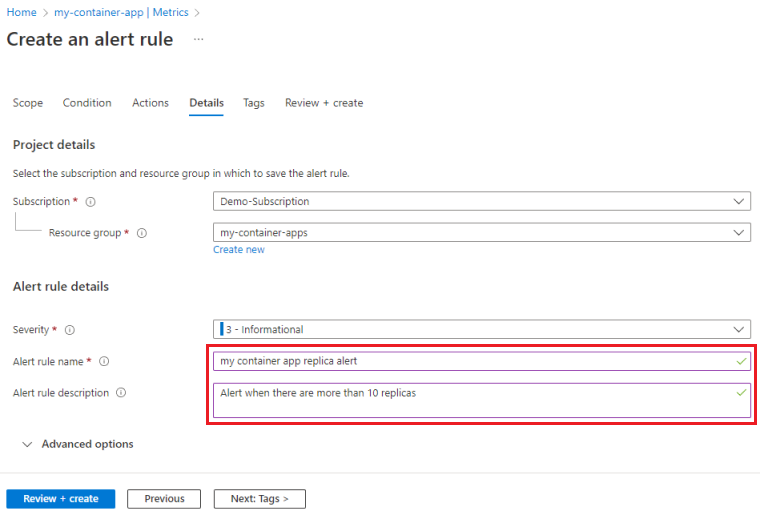 Home > my-container-app | Metrics >
Create an alert rule ...
Scope Condition Actions Details Tags Review + create
Project details
Select the subscription and resource group in which to save the alert rule.
Subscription * Demo-Subscription
Resource group * my-container-apps
Create new
Alert rule details
Severity * 3 - Informational
Alert rule name * my container app replica alert
Alert rule description Alert when there are more than 10 replicas
Advanced options
Review + create Previous Next: Tags >